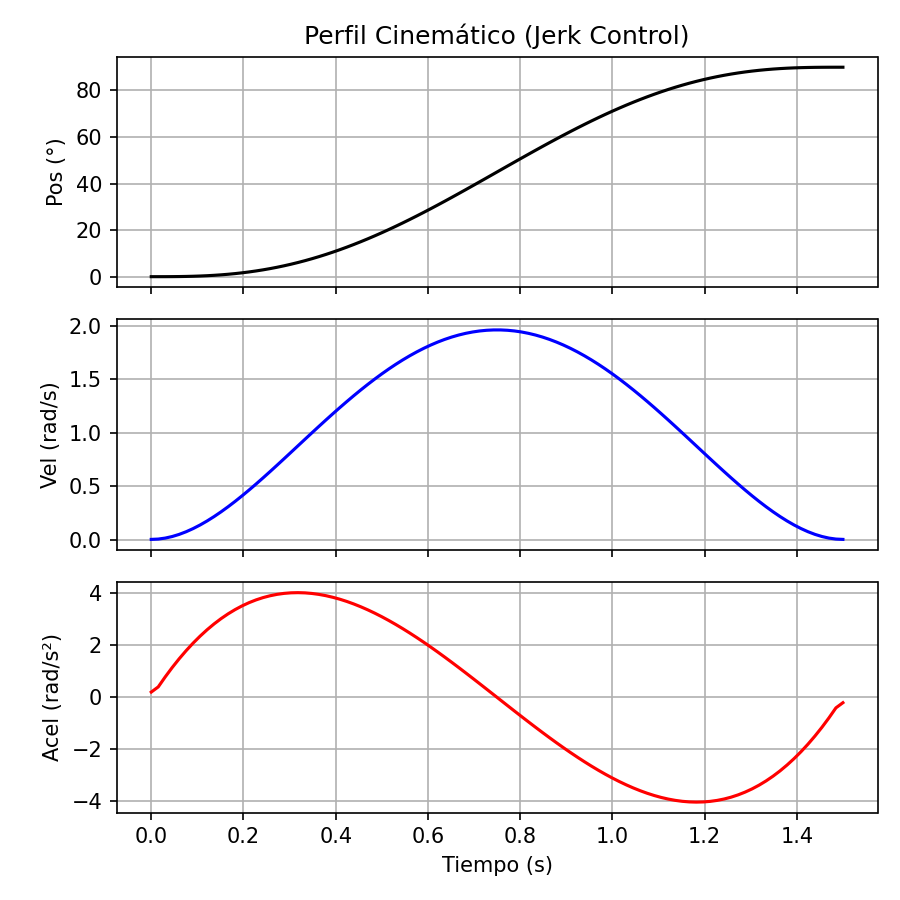 Perfil Cinemático (Jerk Control)
80
60
40
20
0
Pos (°)
2.0
1.5
1.0
0.5
0.0
Vel (rad/s)
4
2
0
−2
−4
Acel (rad/s²)
0.0 0.2 0.4 0.6 0.8 1.0 1.2 1.4
Tiempo (s)